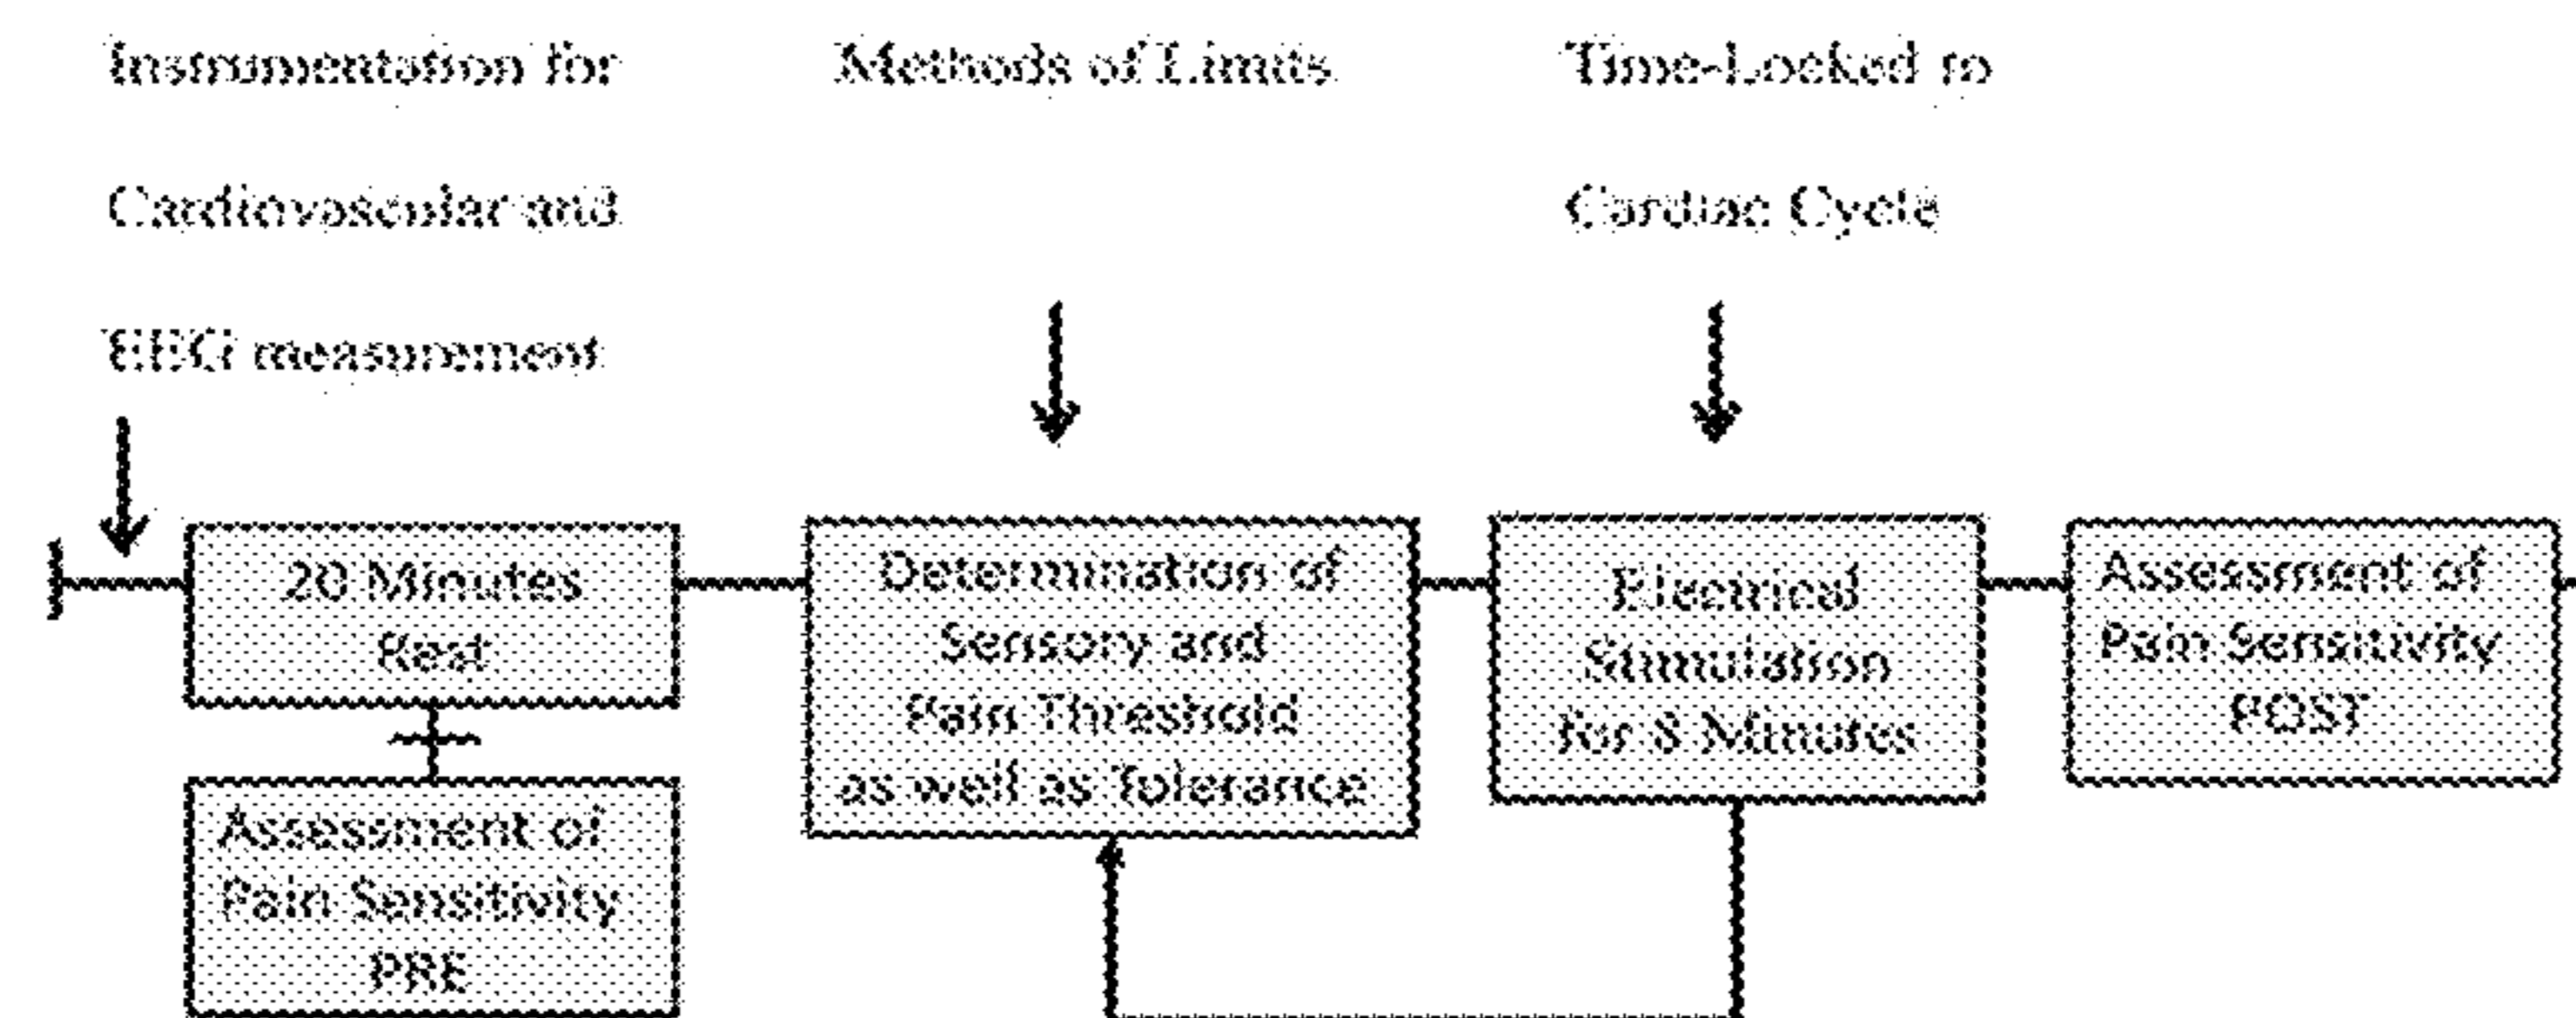 Instrumentation for
Cardiovascular and
EEG measurement
Methods of Limits
Time-Locked to
Cardiac Cycle
20 Minutes
Rest
Assessment of
Pain Sensitivity
PRE
Determination of
Sensory and
Pain Threshold
as well as Tolerance
Electrical
Stimulation
for 8 Minutes
Assessment of
Pain Sensitivity
POST